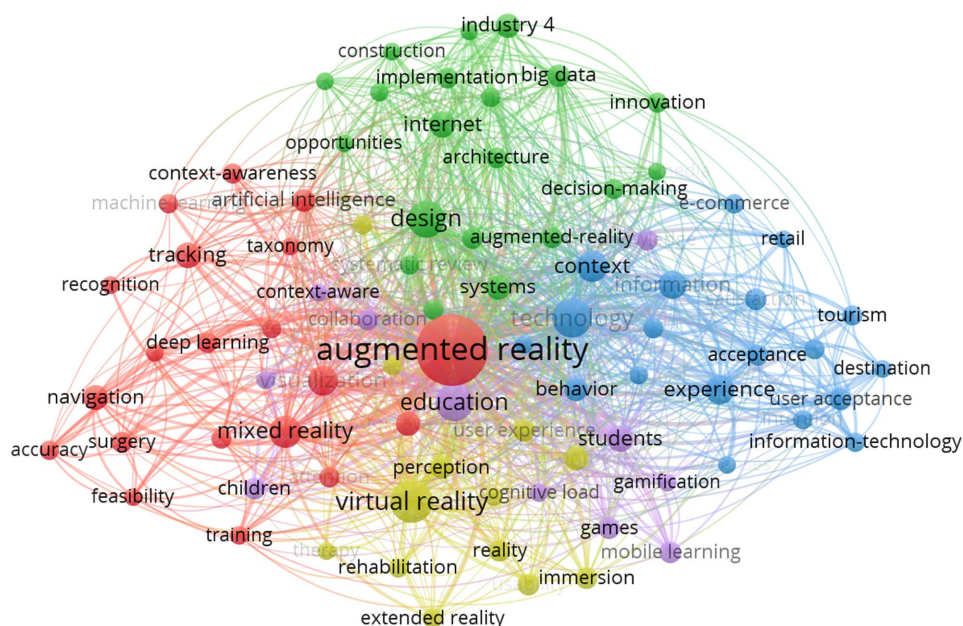 industry 4
construction
implementation
big data
innovation
internet
opportunities
architecture
context-awareness
decision-making
machine learning
artificial intelligence
e-commerce
design
augmented-reality
retail
taxonomy
tracking
systematic review
context
recognition
context-aware
systems
information
satisfaction
collaboration
technology
tourism
augmented reality
deep learning
acceptance
destination
visualization
behavior
experience
navigation
education
user acceptance
mixed reality
user experience
students
information-technology
accuracy
surgery
perception
children
cognitive load
gamification
feasibility
virtual reality
training
games
therapy
reality
mobile learning
rehabilitation
usability
immersion
extended reality